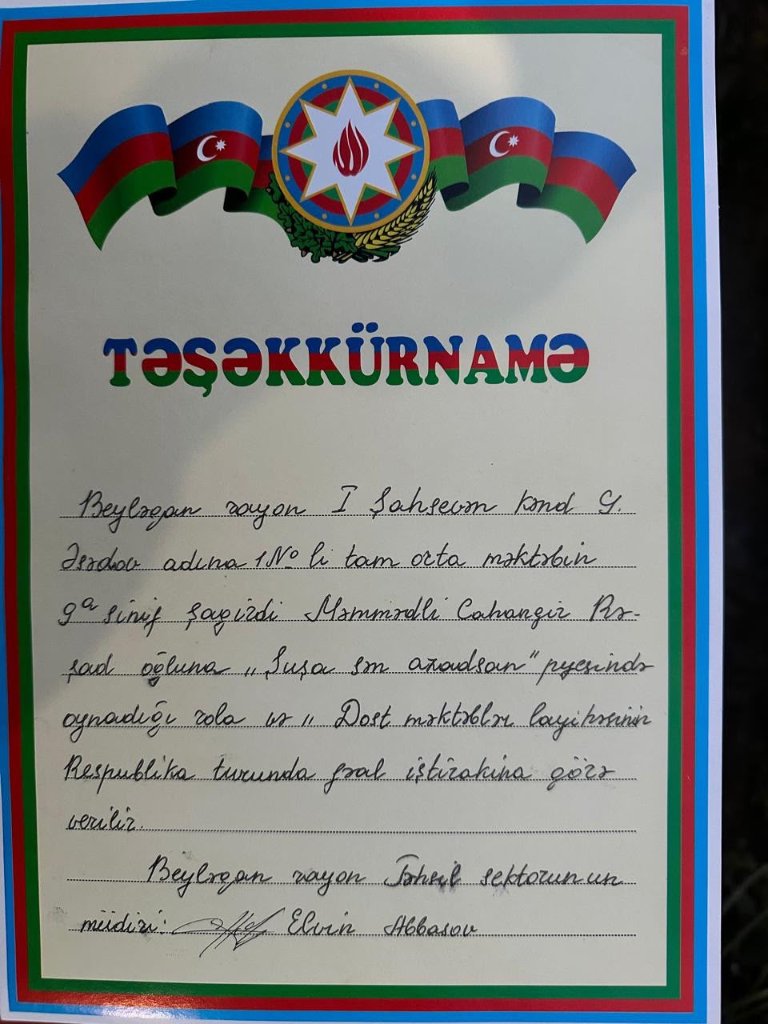 TƏŞƏKKÜRNAMƏ
Beyləqan rayon I Şahsevən kənd G.
Əsədov adına 1№ li tam orta məktəbin
9ᵃ sinif şagirdi Məmmədli Cahangir Rə-
şad oğluna „Şuşa sən azadsan" pyesində
oynadığı rola və „Dost məktəblər layihəsinin
Respublika turunda fəal iştirakına görə
verilir.
Beyləqan rayon Təhsil sektorunun
müdiri: Elvin Abbasov